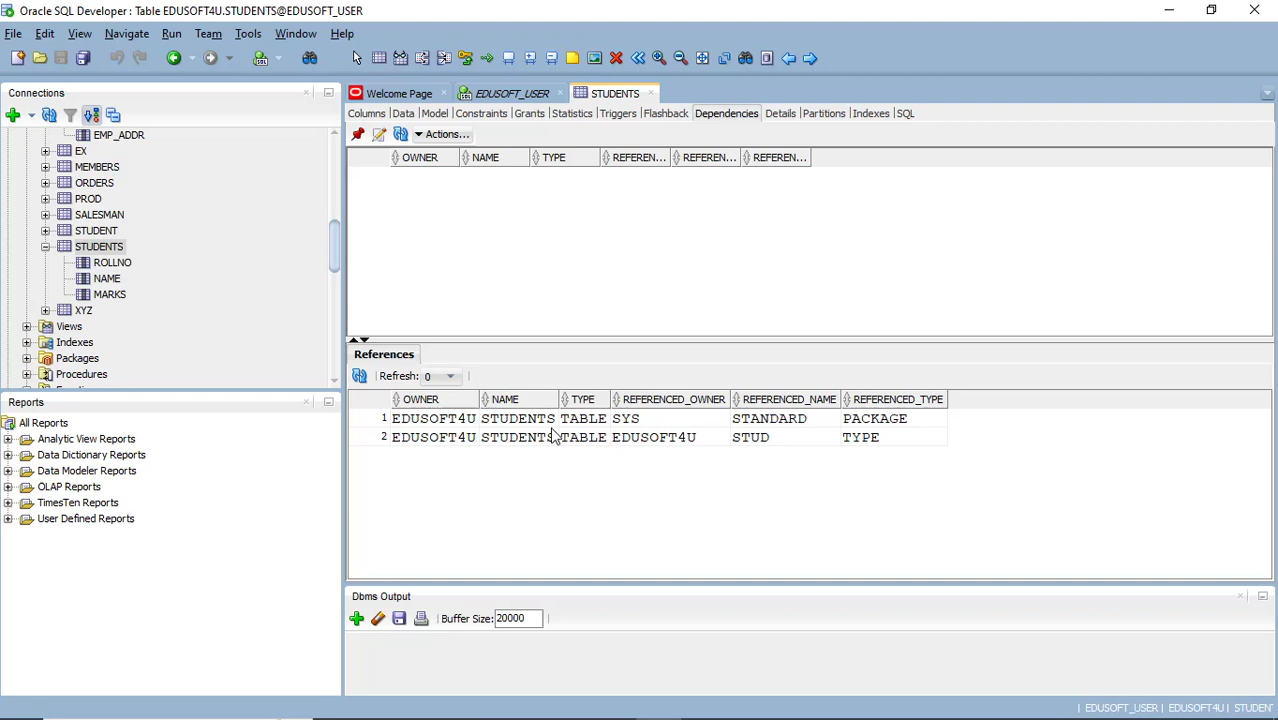 Oracle SQL Developer : Table EDUSOFT4U.STUDENTS@EDUSOFT_USER
File Edit View Navigate Run Team Tools Window Help
Connections
EMP_ADDR
EX
MEMBERS
ORDERS
PROD
SALESMAN
STUDENT
STUDENTS
ROLLNO
NAME
MARKS
XYZ
Views
Indexes
Packages
Procedures
Reports
All Reports
Analytic View Reports
Data Dictionary Reports
Data Modeler Reports
OLAP Reports
TimesTen Reports
User Defined Reports
Welcome Page EDUSOFT_USER STUDENTS
Columns Data Model Constraints Grants Statistics Triggers Flashback Dependencies Details Partitions Indexes SQL
Actions...
OWNER NAME TYPE REFEREN... REFEREN... REFEREN...
References
Refresh: 0
OWNER NAME TYPE REFERENCED_OWNER REFERENCED_NAME REFERENCED_TYPE
1 EDUSOFT4U STUDENTS TABLE SYS STANDARD PACKAGE
2 EDUSOFT4U STUDENTS TABLE EDUSOFT4U STUD TYPE
Dbms Output
Buffer Size: 20000
EDUSOFT_USER | EDUSOFT4U | STUDENT